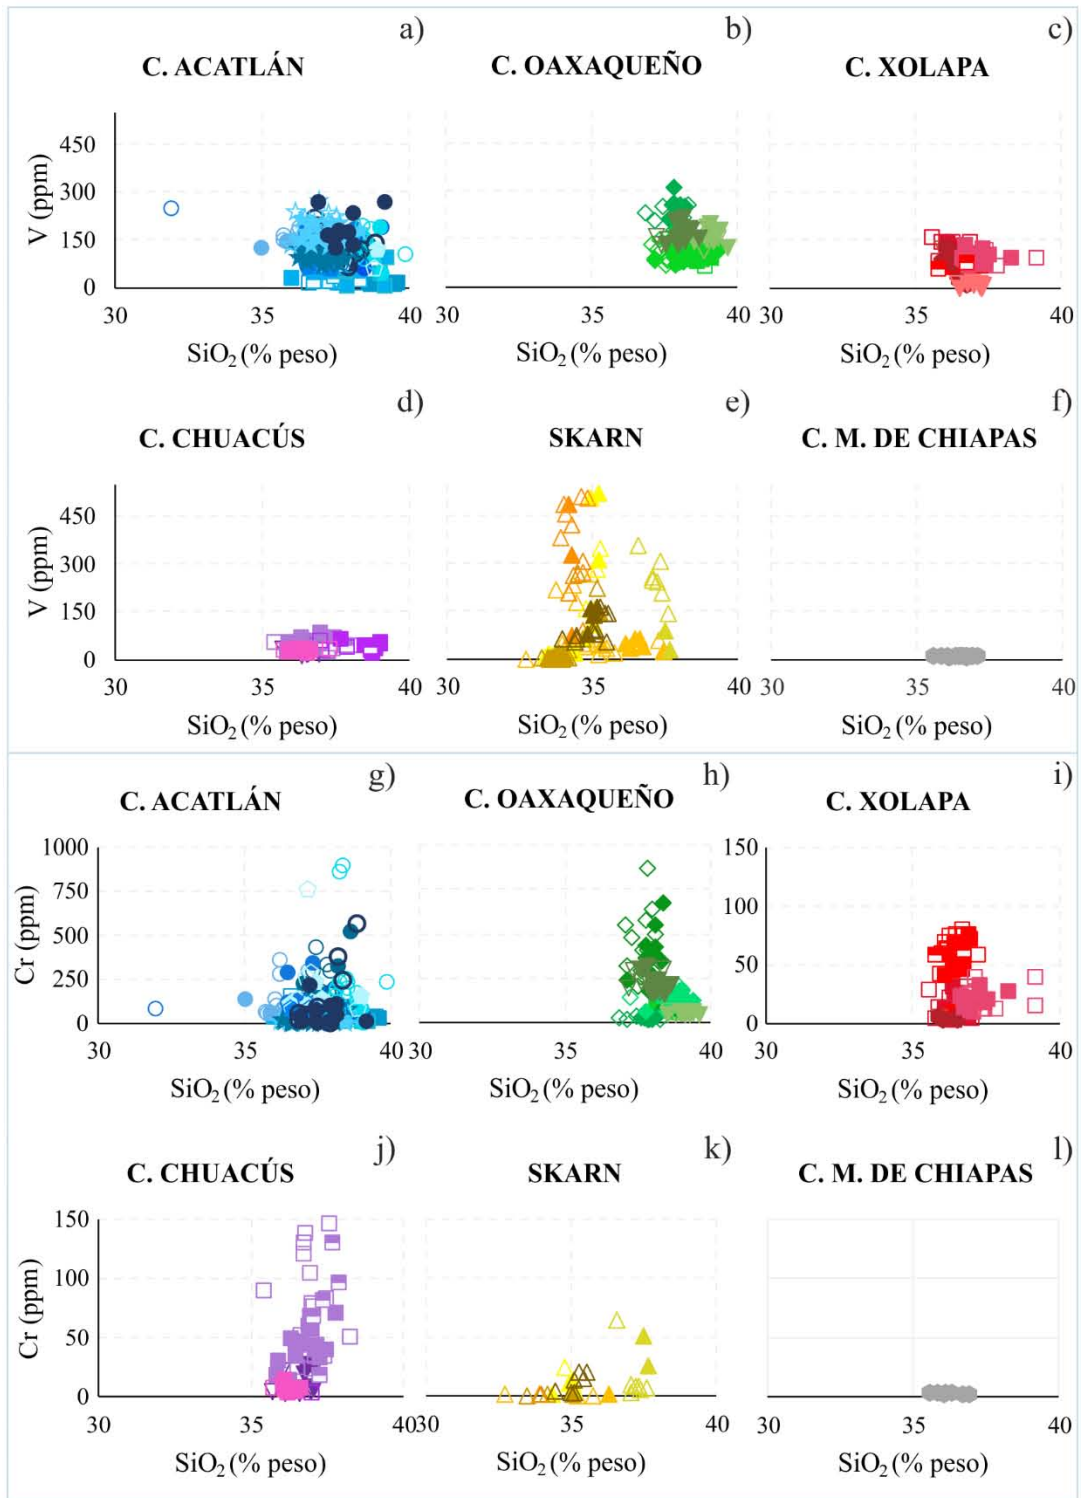 a) b) c)
C. ACATLÁN C. OAXAQUEÑO C. XOLAPA
450
300
150
0
V (ppm)
30 35 40 30 35 40 30 35 40
SiO₂ (% peso) SiO₂ (% peso) SiO₂ (% peso)
d) e) f)
C. CHUACÚS SKARN C. M. DE CHIAPAS
450
300
150
0
V (ppm)
30 35 40 30 35 40 30 35 40
SiO₂ (% peso) SiO₂ (% peso) SiO₂ (% peso)
g) h) i)
C. ACATLÁN C. OAXAQUEÑO C. XOLAPA
1000 150
750 100
500 50
250
0 0
Cr (ppm)
30 35 40 30 35 40 30 35 40
SiO₂ (% peso) SiO₂ (% peso) SiO₂ (% peso)
j) k) l)
C. CHUACÚS SKARN C. M. DE CHIAPAS
150
100
50
0
Cr (ppm)
30 35 40 30 35 40 30 35 40
SiO₂ (% peso) SiO₂ (% peso) SiO₂ (% peso)